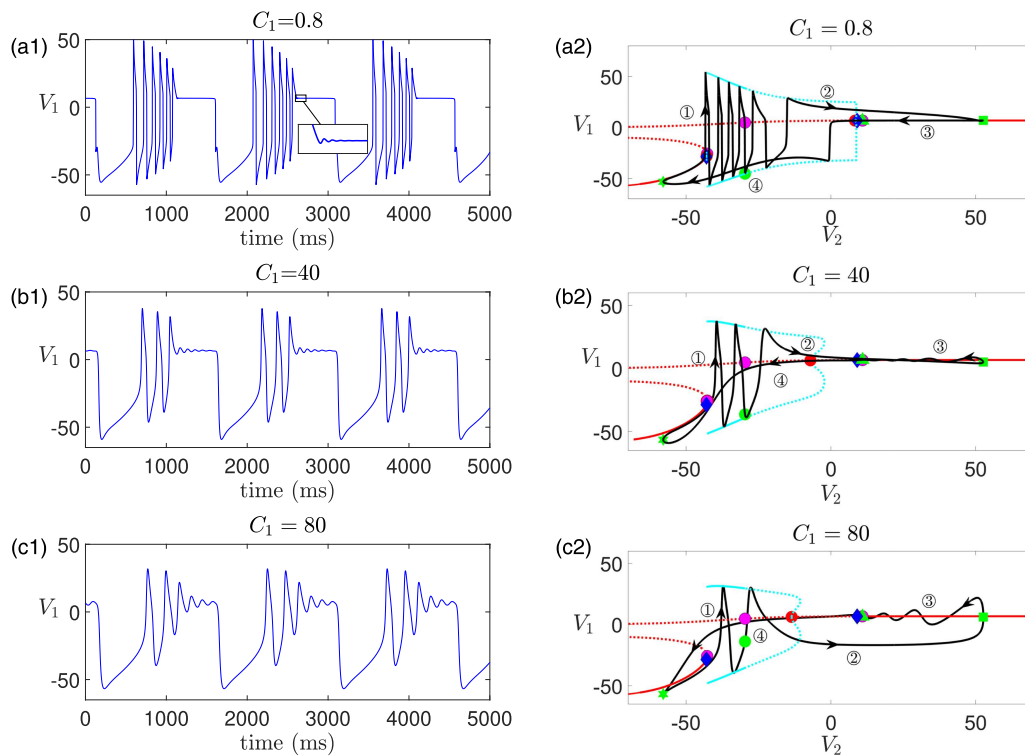 C₁=0.8
(a1)
50
V₁ 0
-50
0 1000 2000 3000 4000 5000
time (ms)
C₁ = 0.8
(a2)
50
V₁ 0
-50
① ② ③ ④
-50 0 50
V₂
C₁=40
(b1)
50
V₁ 0
-50
0 1000 2000 3000 4000 5000
time (ms)
C₁ = 40
(b2)
50
V₁ 0
-50
① ② ③ ④
-50 0 50
V₂
C₁ = 80
(c1)
50
V₁ 0
-50
0 1000 2000 3000 4000 5000
time (ms)
C₁ = 80
(c2)
50
V₁ 0
-50
① ② ③ ④
-50 0 50
V₂